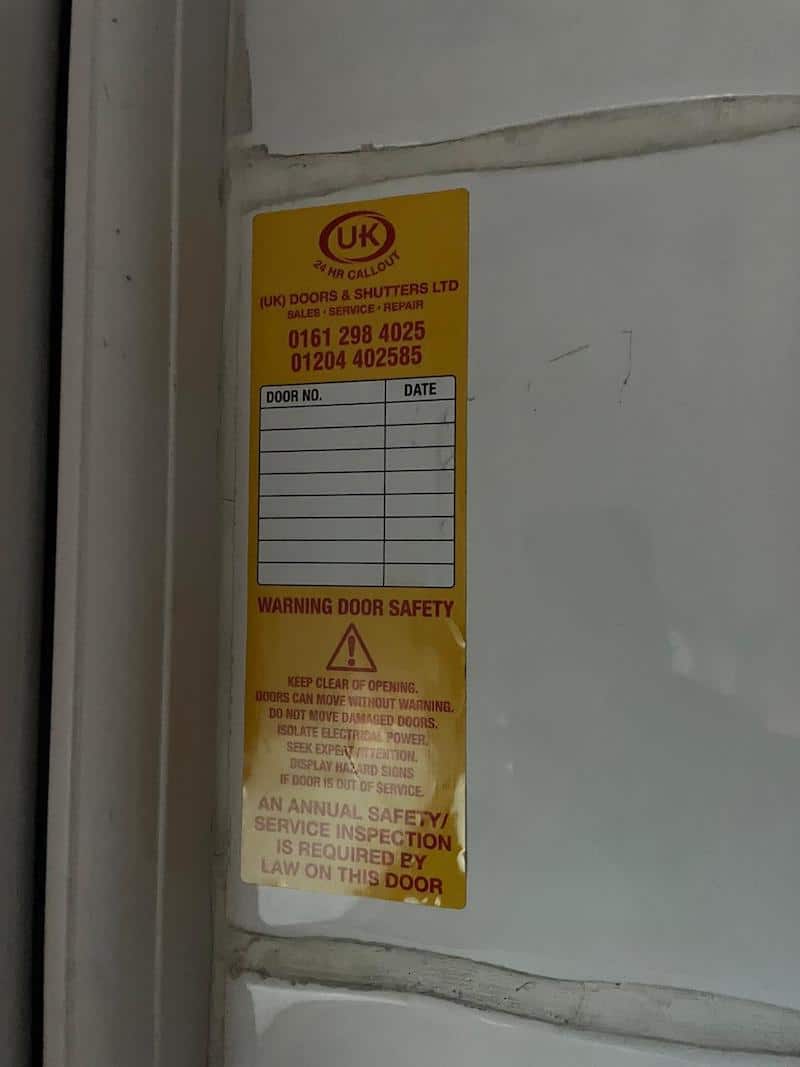 UK
24 HR CALLOUT
(UK) DOORS & SHUTTERS LTD
SALES • SERVICE • REPAIR
0161 298 4025
01204 402585
DOOR NO. DATE
WARNING DOOR SAFETY
KEEP CLEAR OF OPENING.
DOORS CAN MOVE WITHOUT WARNING.
DO NOT MOVE DAMAGED DOORS.
ISOLATE ELECTRICAL POWER.
SEEK EXPERT ATTENTION.
DISPLAY HAZARD SIGNS
IF DOOR IS OUT OF SERVICE.
AN ANNUAL SAFETY/
SERVICE INSPECTION
IS REQUIRED BY
LAW ON THIS DOOR